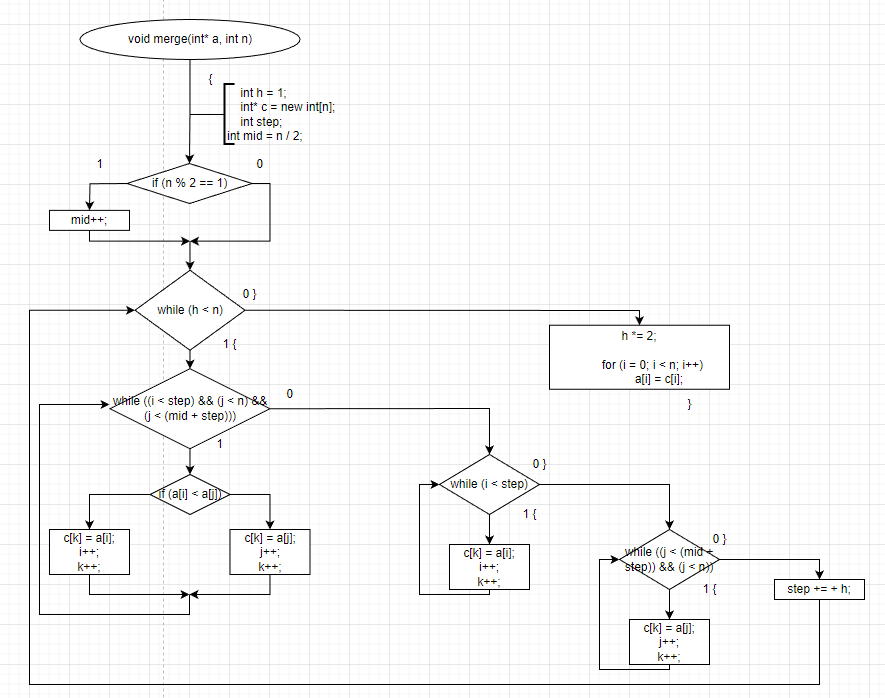 void merge(int* a, int n)
{
int h = 1;
int* c = new int[n];
int step;
int mid = n / 2;
1
0
if (n % 2 == 1)
mid++;
while (h < n)
0 }
1 {
h *= 2;
for (i = 0; i < n; i++)
a[i] = c[i];
}
while ((i < step) && (j < n) &&
(j < (mid + step)))
0
1
if (a[i] < a[j])
c[k] = a[i];
i++;
k++;
c[k] = a[j];
j++;
k++;
while (i < step)
0 }
1 {
c[k] = a[i];
i++;
k++;
while ((j < (mid +
step)) && (j < n))
0 }
1 {
c[k] = a[j];
j++;
k++;
step += + h;